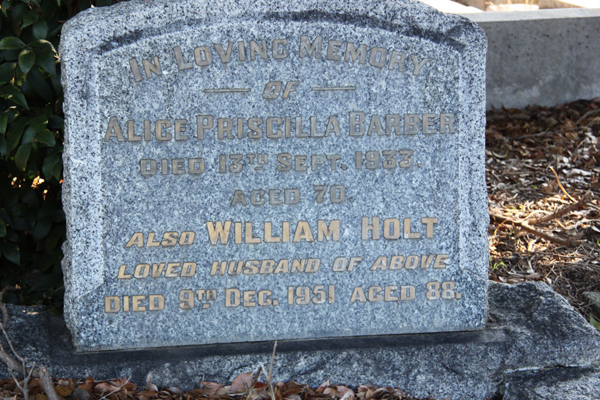 In Loving Memory
— OF —
Alice Priscilla Barber
Died 13th Sept. 1933
Aged 70.
Also William Holt
Loved Husband of Above
Died 9th Dec. 1951 Aged 88.